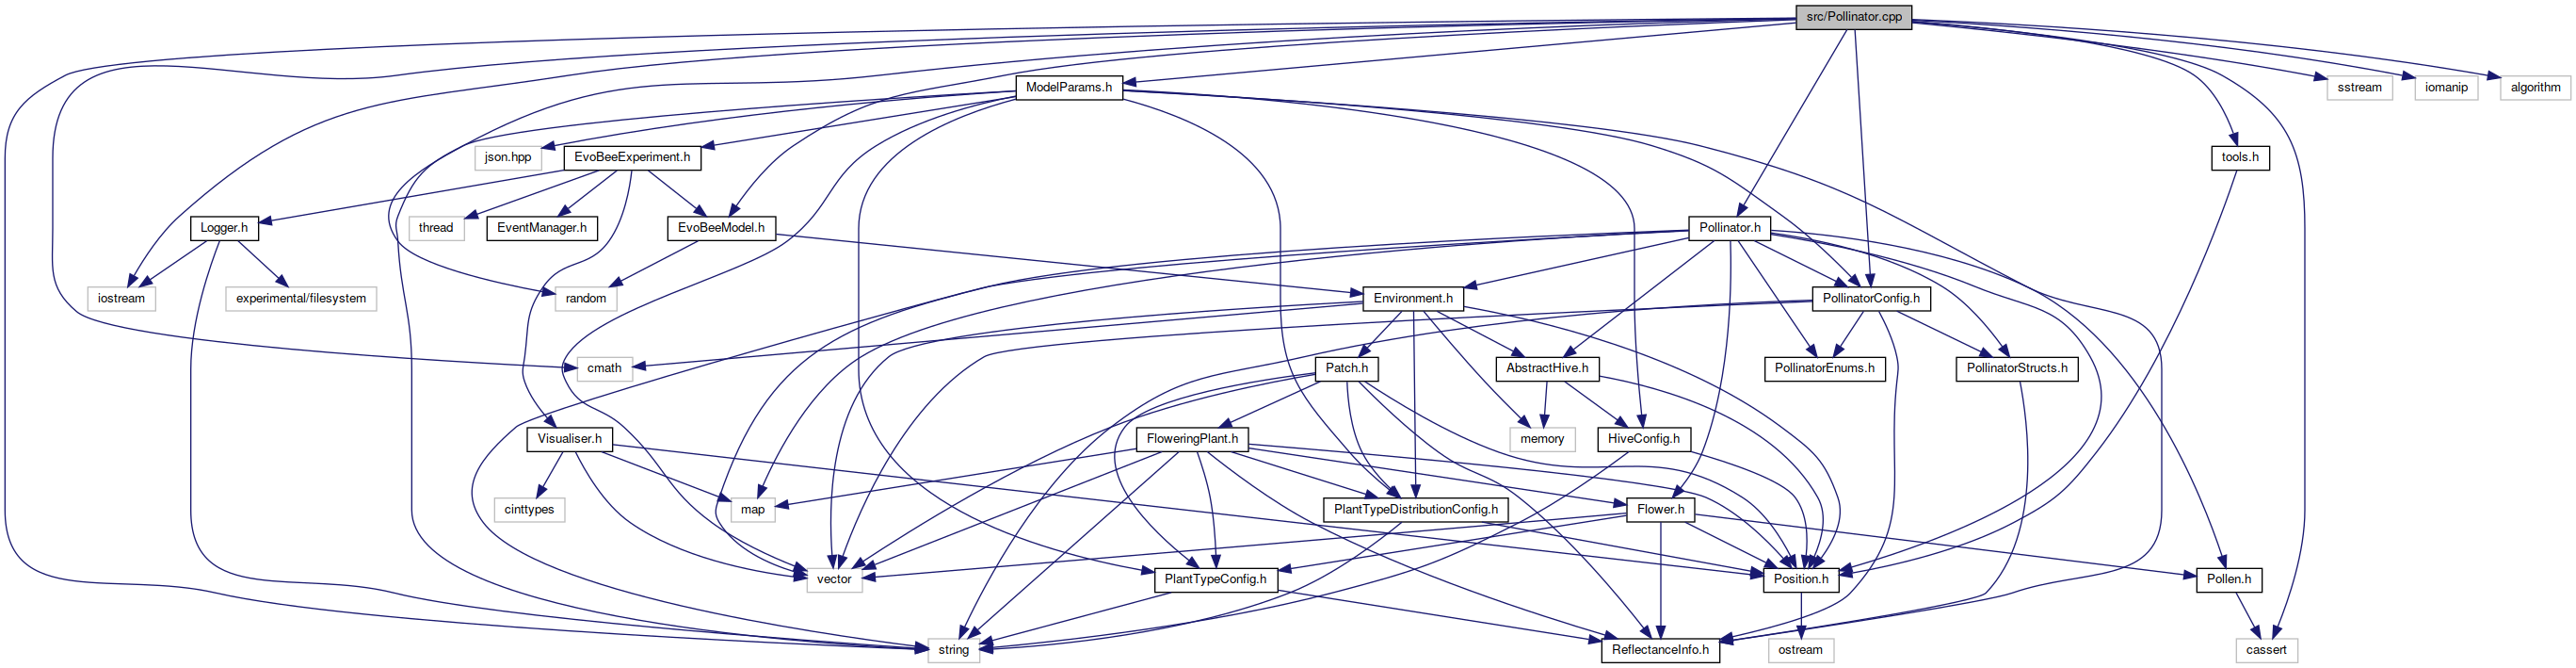 src/Pollinator.cpp
ModelParams.h
sstream
iomanip
algorithm
json.hpp
EvoBeeExperiment.h
tools.h
Logger.h
thread
EventManager.h
EvoBeeModel.h
Pollinator.h
iostream
experimental/filesystem
random
Environment.h
PollinatorConfig.h
cmath
Patch.h
AbstractHive.h
PollinatorEnums.h
PollinatorStructs.h
Visualiser.h
FloweringPlant.h
memory
HiveConfig.h
cinttypes
map
PlantTypeDistributionConfig.h
Flower.h
vector
PlantTypeConfig.h
Position.h
Pollen.h
string
ReflectanceInfo.h
ostream
cassert